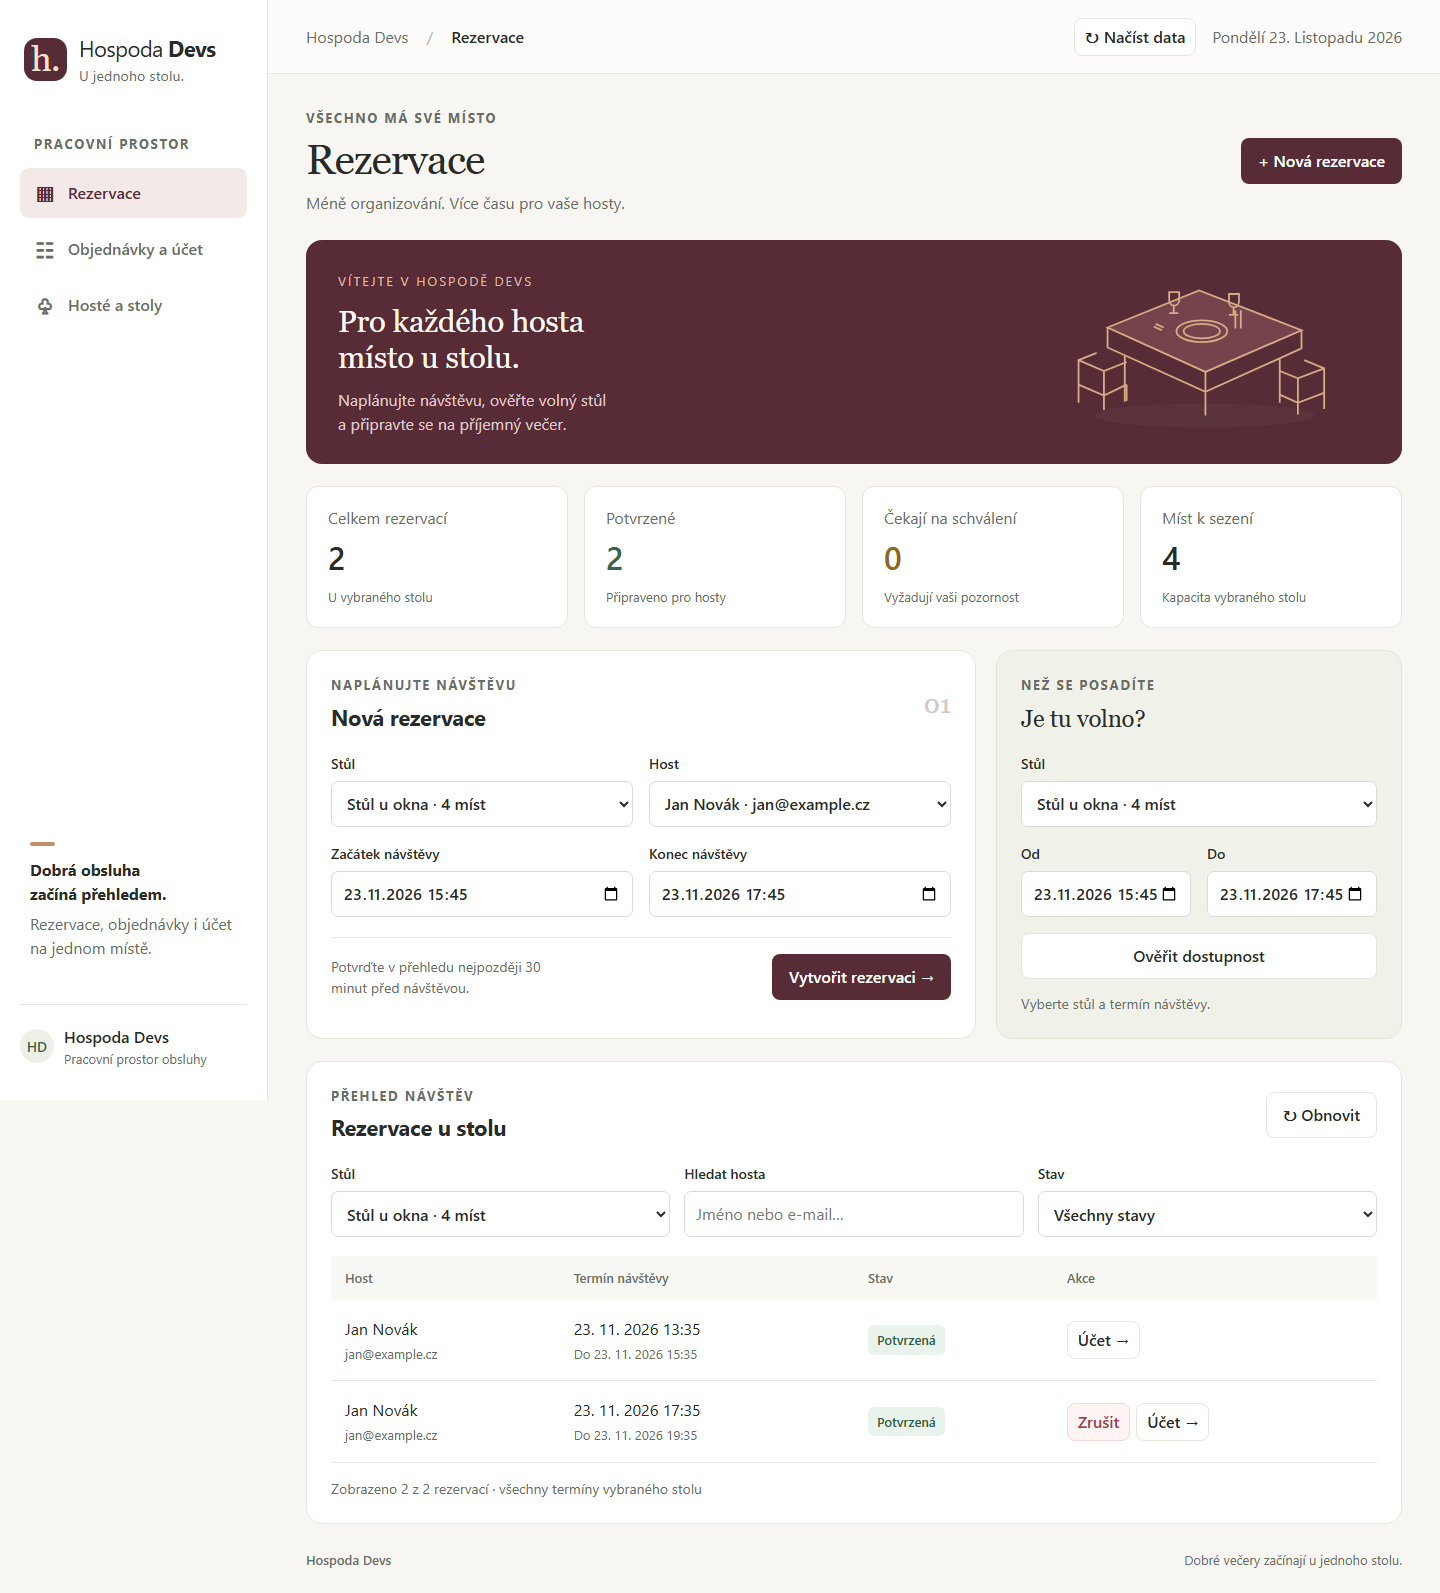 h.
Hospoda Devs
U jednoho stolu.
PRACOVNÍ PROSTOR
Rezervace
Objednávky a účet
Hosté a stoly
Dobrá obsluha
začíná přehledem.
Rezervace, objednávky i účet
na jednom místě.
HD
Hospoda Devs
Pracovní prostor obsluhy
Hospoda Devs / Rezervace
↻ Načíst data
Pondělí 23. Listopadu 2026
VŠECHNO MÁ SVÉ MÍSTO
Rezervace
Méně organizování. Více času pro vaše hosty.
+ Nová rezervace
VÍTEJTE V HOSPODĚ DEVS
Pro každého hosta
místo u stolu.
Naplánujte návštěvu, ověřte volný stůl
a připravte se na příjemný večer.
Celkem rezervací
2
U vybraného stolu
Potvrzené
2
Připraveno pro hosty
Čekají na schválení
0
Vyžadují vaši pozornost
Míst k sezení
4
Kapacita vybraného stolu
NAPLÁNUJTE NÁVŠTĚVU
Nová rezervace
01
Stůl
Stůl u okna · 4 míst
Host
Jan Novák · jan@example.cz
Začátek návštěvy
23.11.2026 15:45
Konec návštěvy
23.11.2026 17:45
Potvrďte v přehledu nejpozději 30
minut před návštěvou.
Vytvořit rezervaci →
NEŽ SE POSADÍTE
Je tu volno?
Stůl
Stůl u okna · 4 míst
Od
23.11.2026 15:45
Do
23.11.2026 17:45
Ověřit dostupnost
Vyberte stůl a termín návštěvy.
PŘEHLED NÁVŠTĚV
Rezervace u stolu
↻ Obnovit
Stůl
Stůl u okna · 4 míst
Hledat hosta
Jméno nebo e-mail…
Stav
Všechny stavy
Host Termín návštěvy Stav Akce
Jan Novák 23. 11. 2026 13:35
jan@example.cz Do 23. 11. 2026 15:35
Potvrzená
Účet →
Jan Novák 23. 11. 2026 17:35
jan@example.cz Do 23. 11. 2026 19:35
Potvrzená
Zrušit Účet →
Zobrazeno 2 z 2 rezervací · všechny termíny vybraného stolu
Hospoda Devs
Dobré večery začínají u jednoho stolu.